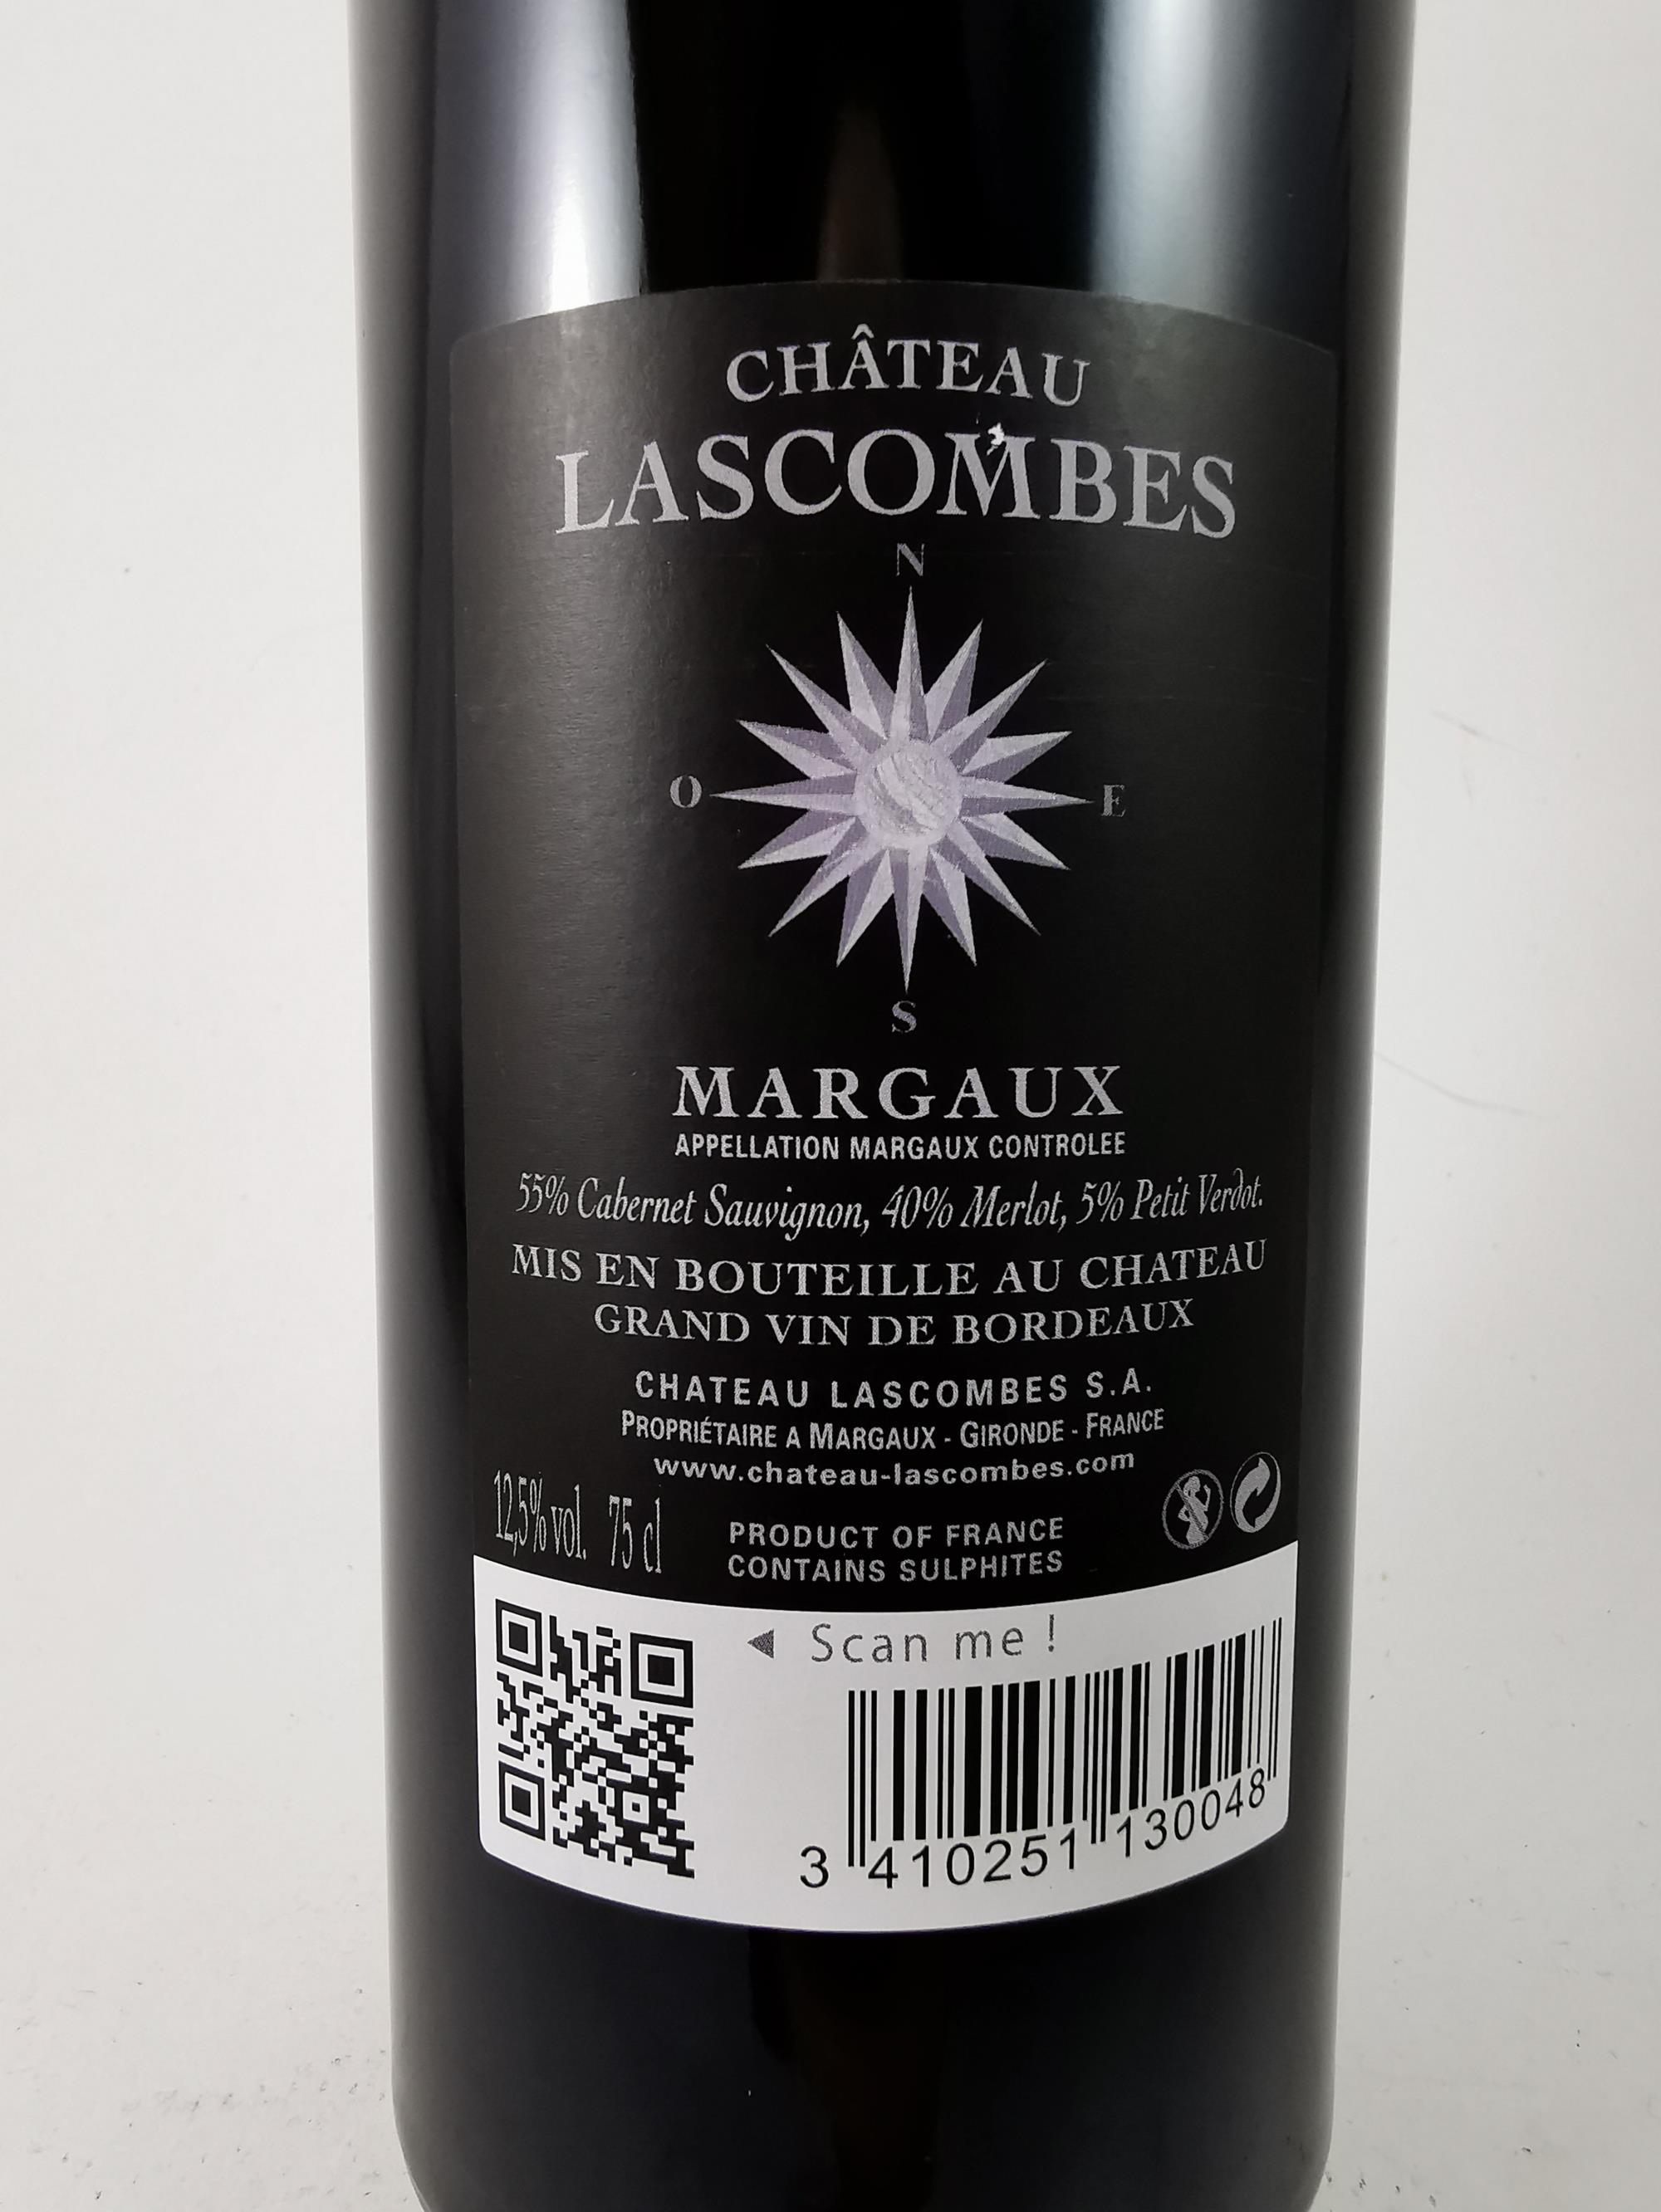 CHÂTEAU
LASCOMBES
N
O E
S
MARGAUX
APPELLATION MARGAUX CONTROLEE
55% Cabernet Sauvignon, 40% Merlot, 5% Petit Verdot.
MIS EN BOUTEILLE AU CHATEAU
GRAND VIN DE BORDEAUX
CHATEAU LASCOMBES S.A.
PROPRIÉTAIRE A MARGAUX - GIRONDE - FRANCE
www.chateau-lascombes.com
12,5% vol. 75 cl
PRODUCT OF FRANCE
CONTAINS SULPHITES
Scan me !
3 410251 130048